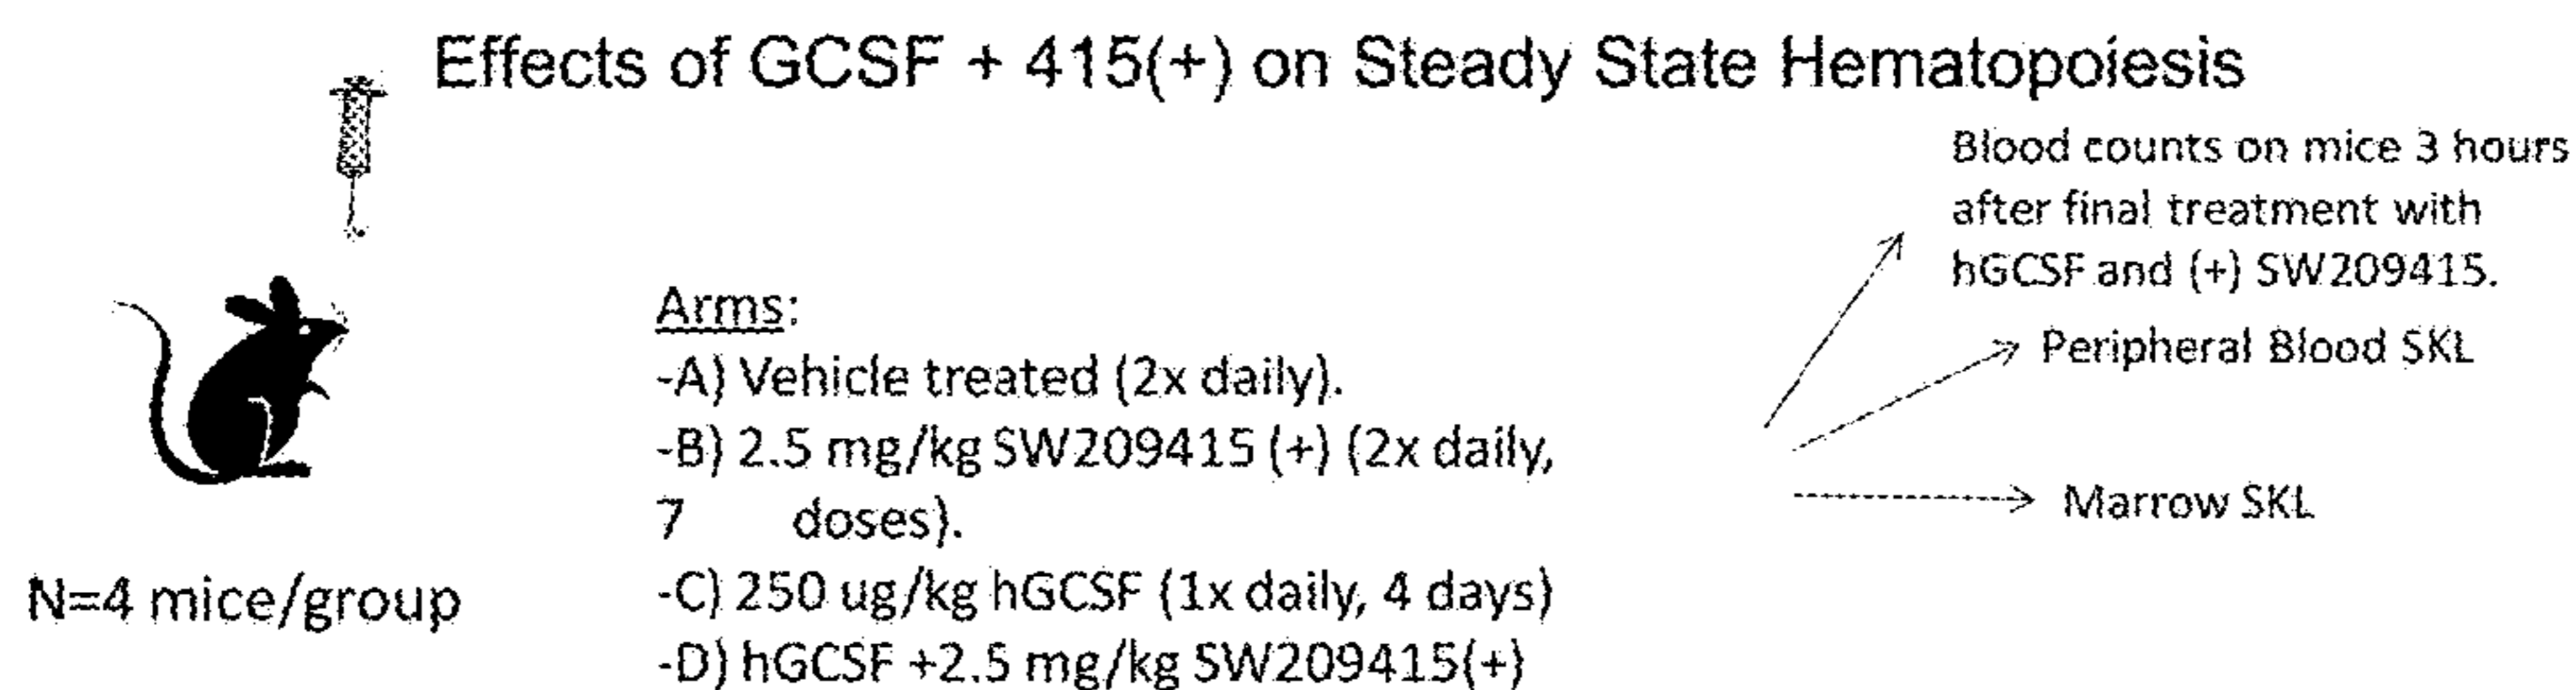 Effects of GCSF + 415(+) on Steady State Hematopoiesis
Blood counts on mice 3 hours
after final treatment with
hGCSF and (+) SW209415.
Peripheral Blood SKL
Marrow SKL
Arms:
-A) Vehicle treated (2x daily).
-B) 2.5 mg/kg SW209415 (+) (2x daily,
7 doses).
-C) 250 ug/kg hGCSF (1x daily, 4 days)
-D) hGCSF +2.5 mg/kg SW209415(+)
N=4 mice/group